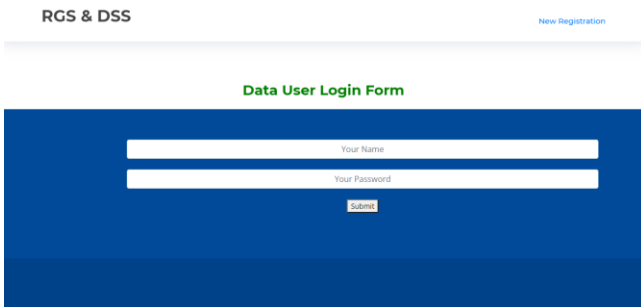 RGS & DSS
New Registration
Data User Login Form
Your Name
Your Password
Submit